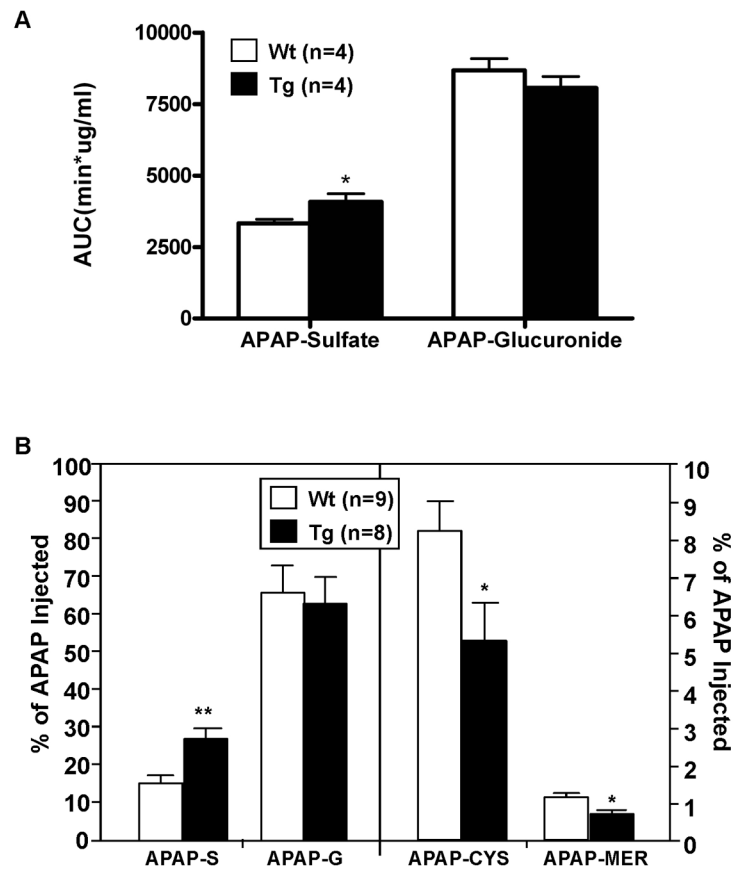 A
10000
7500
5000
2500
0
AUC(min*ug/ml)
Wt (n=4)
Tg (n=4)
*
APAP-Sulfate
APAP-Glucuronide
B
100
90
80
70
60
50
40
30
20
10
0
% of APAP Injected
Wt (n=9)
Tg (n=8)
**
*
*
10
9
8
7
6
5
4
3
2
1
0
% of APAP Injected
APAP-S
APAP-G
APAP-CYS
APAP-MER